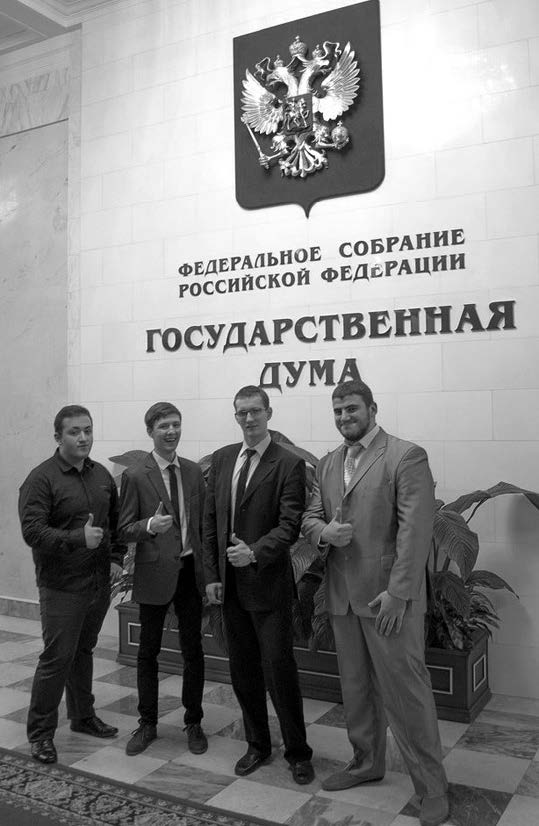 ФЕДЕРАЛЬНОЕ СОБРАНИЕ
РОССИЙСКОЙ ФЕДЕРАЦИИ
ГОСУДАРСТВЕННАЯ
ДУМА